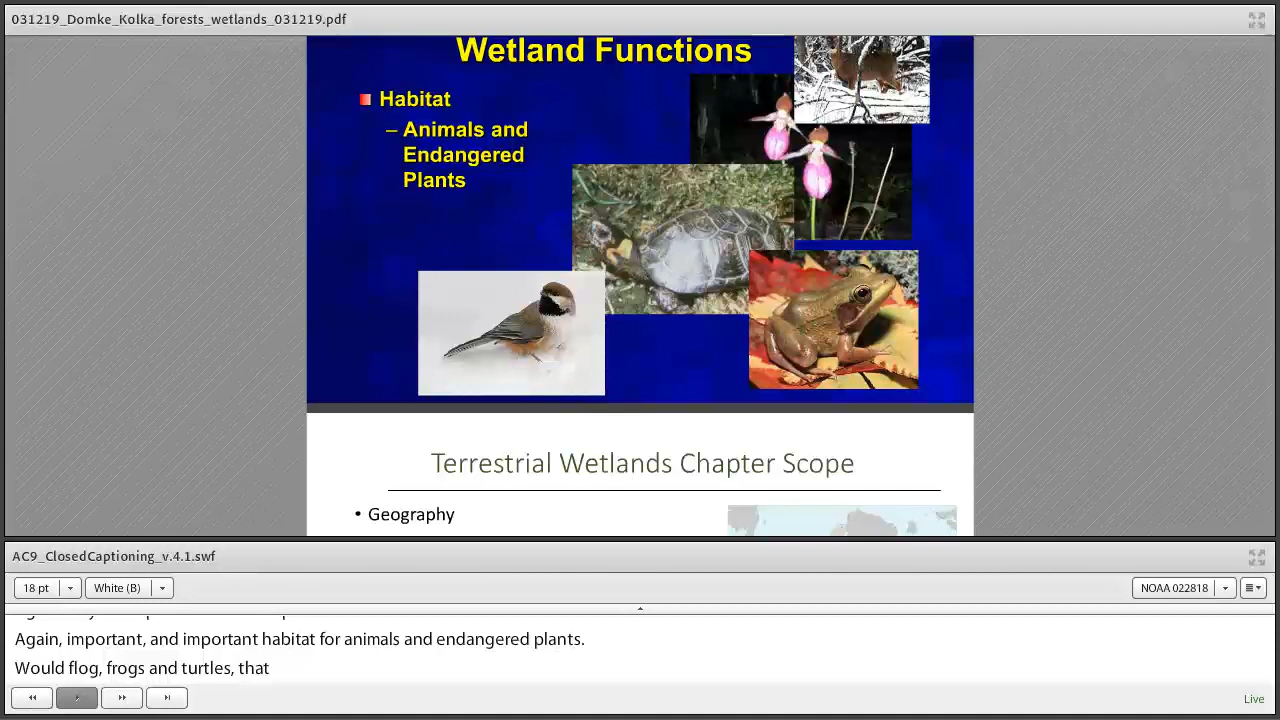 031219_Domke_Kolka_forests_wetlands_031219.pdf
Wetland Functions
Habitat
– Animals and
Endangered
Plants
Terrestrial Wetlands Chapter Scope
• Geography
AC9_ClosedCaptioning_v.4.1.swf
18 pt
White (B)
NOAA 022818
Again, important, and important habitat for animals and endangered plants.
Would flog, frogs and turtles, that
Live